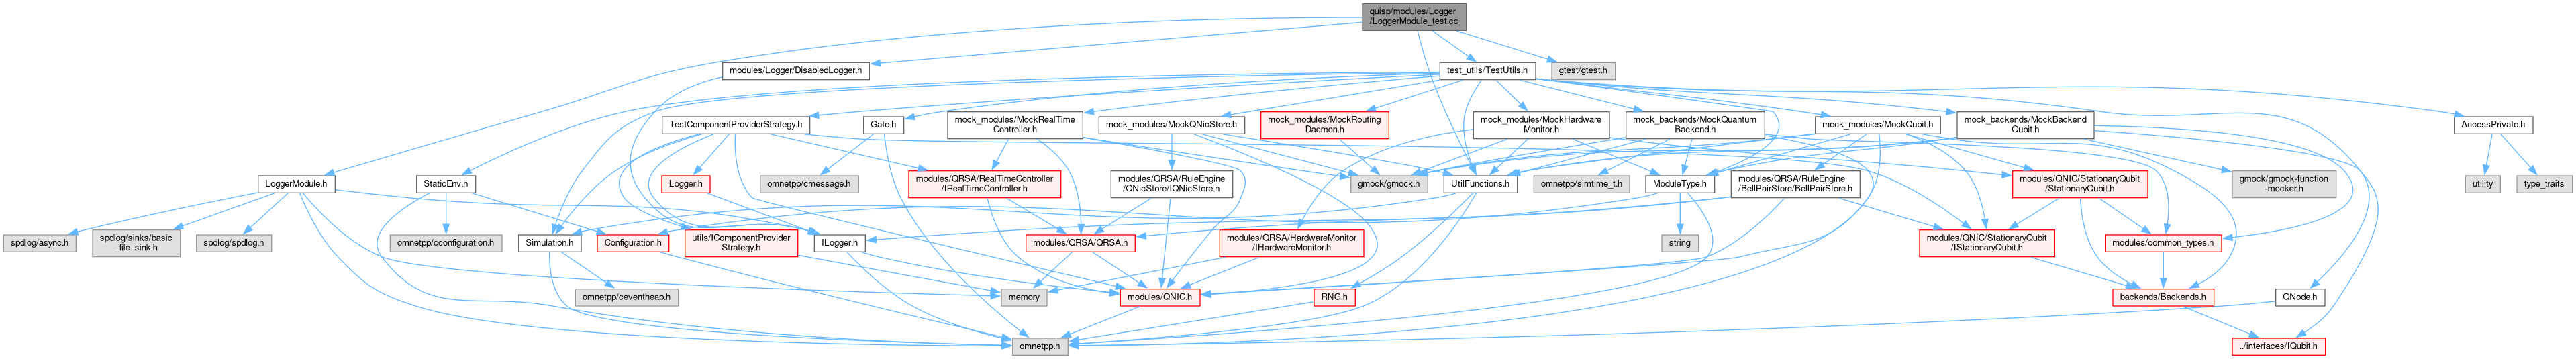 quisp/modules/Logger
/LoggerModule_test.cc
modules/Logger/DisabledLogger.h
test_utils/TestUtils.h
gtest/gtest.h
TestComponentProviderStrategy.h
Gate.h
mock_modules/MockRealTime
Controller.h
mock_modules/MockQNicStore.h
mock_modules/MockRouting
Daemon.h
mock_modules/MockHardware
Monitor.h
mock_backends/MockQuantum
Backend.h
mock_modules/MockQubit.h
mock_backends/MockBackend
Qubit.h
AccessPrivate.h
LoggerModule.h
StaticEnv.h
Logger.h
omnetpp/cmessage.h
modules/QRSA/RealTimeController
/IRealTimeController.h
modules/QRSA/RuleEngine
/QNicStore/IQNicStore.h
gmock/gmock.h
UtilFunctions.h
omnetpp/simtime_t.h
ModuleType.h
modules/QRSA/RuleEngine
/BellPairStore/BellPairStore.h
modules/QNIC/StationaryQubit
/StationaryQubit.h
gmock/gmock-function
-mocker.h
utility
type_traits
spdlog/async.h
spdlog/sinks/basic
_file_sink.h
spdlog/spdlog.h
omnetpp/cconfiguration.h
Simulation.h
Configuration.h
utils/IComponentProvider
Strategy.h
ILogger.h
modules/QRSA/QRSA.h
modules/QRSA/HardwareMonitor
/IHardwareMonitor.h
string
modules/QNIC/StationaryQubit
/IStationaryQubit.h
modules/common_types.h
omnetpp/ceventheap.h
memory
modules/QNIC.h
RNG.h
backends/Backends.h
QNode.h
omnetpp.h
../interfaces/IQubit.h